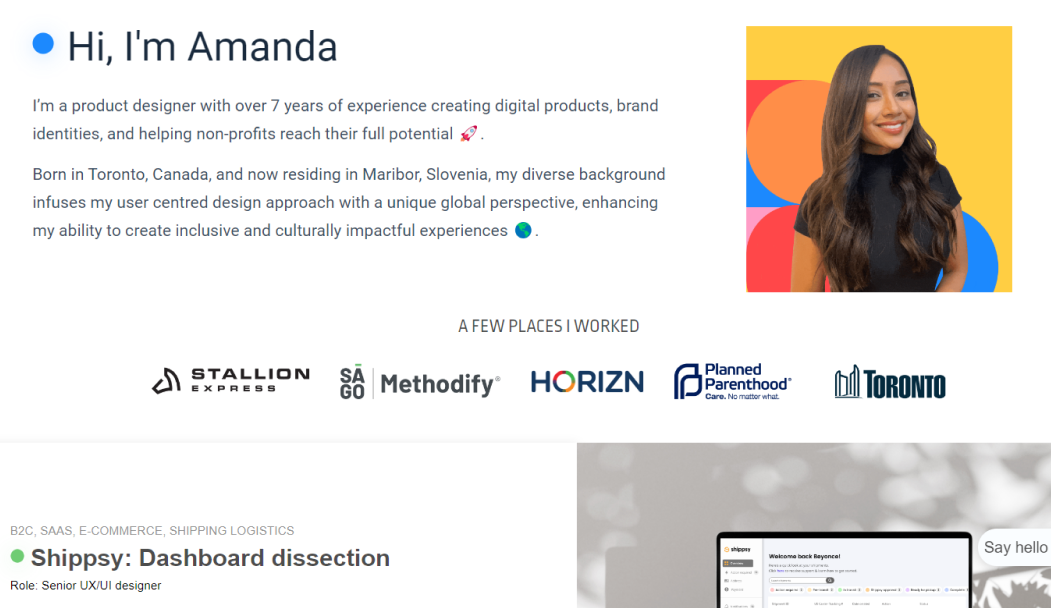 Hi, I'm Amanda
I'm a product designer with over 7 years of experience creating digital products, brand
identities, and helping non-profits reach their full potential 🚀.
Born in Toronto, Canada, and now residing in Maribor, Slovenia, my diverse background
infuses my user centred design approach with a unique global perspective, enhancing
my ability to create inclusive and culturally impactful experiences 🌎.
A FEW PLACES I WORKED
STALLION
EXPRESS
SĀGO
Methodify®
HORIZN
Planned
Parenthood®
Care. No matter what.
TORONTO
B2C, SAAS, E-COMMERCE, SHIPPING LOGISTICS
Shippsy: Dashboard dissection
Role: Senior UX/UI designer
shippsy
Welcome back Beyonce!
Say hello